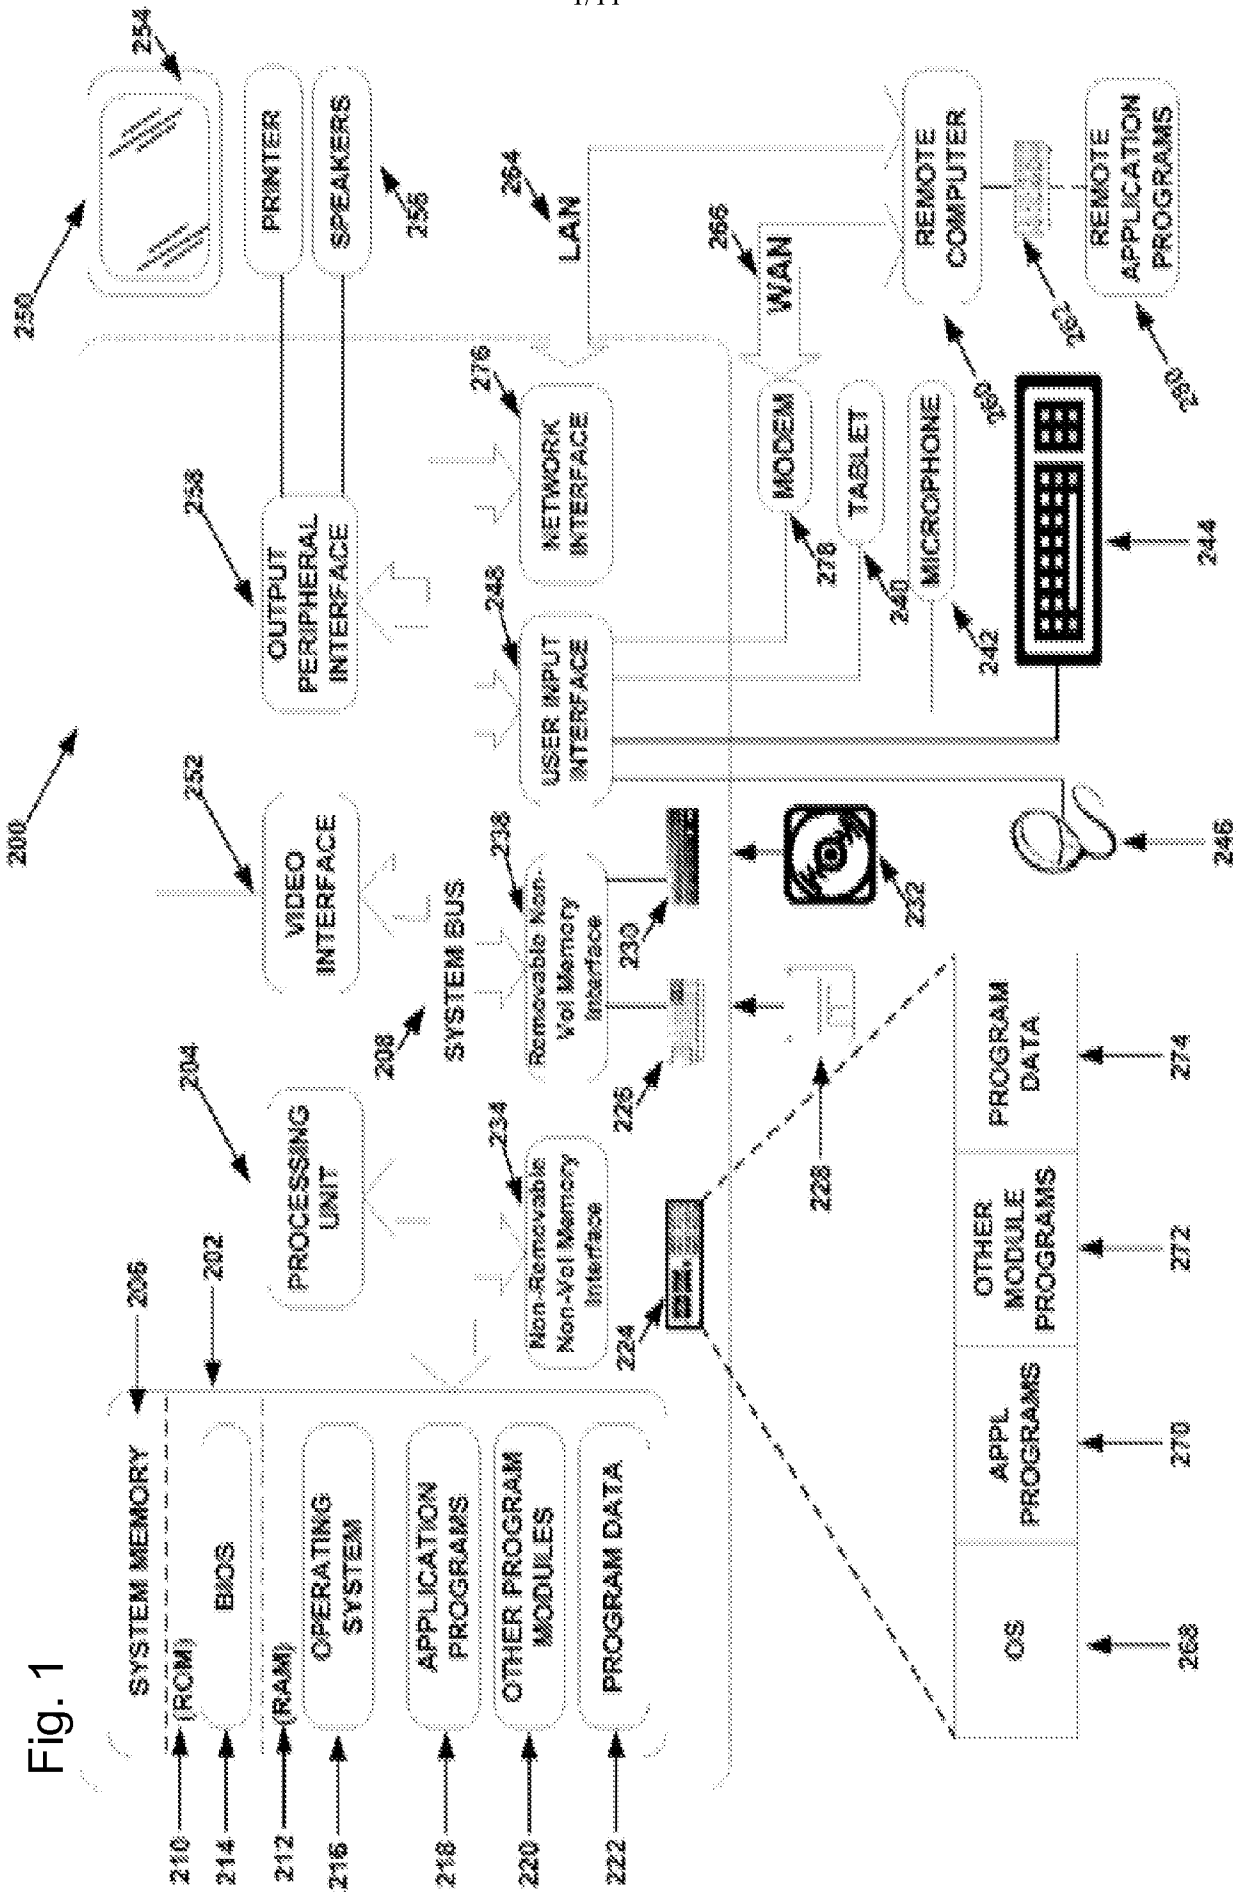 Fig. 1
200
210
214
212
216
218
220
222
SYSTEM MEMORY
206
(ROM)
BIOS
202
(RAM)
OPERATING
SYSTEM
APPLICATION
PROGRAMS
OTHER PROGRAM
MODULES
PROGRAM DATA
204
PROCESSING
UNIT
252
VIDEO
INTERFACE
258
OUTPUT
PERIPHERAL
INTERFACE
250
254
PRINTER
SPEAKERS
256
208
SYSTEM BUS
234
Non-Removable
Non-Vol Memory
Interface
238
Removable Non-
Vol Memory
Interface
248
USER INPUT
INTERFACE
276
NETWORK
INTERFACE
264
LAN
224
226
230
228
232
266
WAN
MODEM
278
TABLET
240
MICROPHONE
242
REMOTE
COMPUTER
260
262
REMOTE
APPLICATION
PROGRAMS
280
246
244
OS
APPL
PROGRAMS
OTHER
MODULE
PROGRAMS
PROGRAM
DATA
268
270
272
274